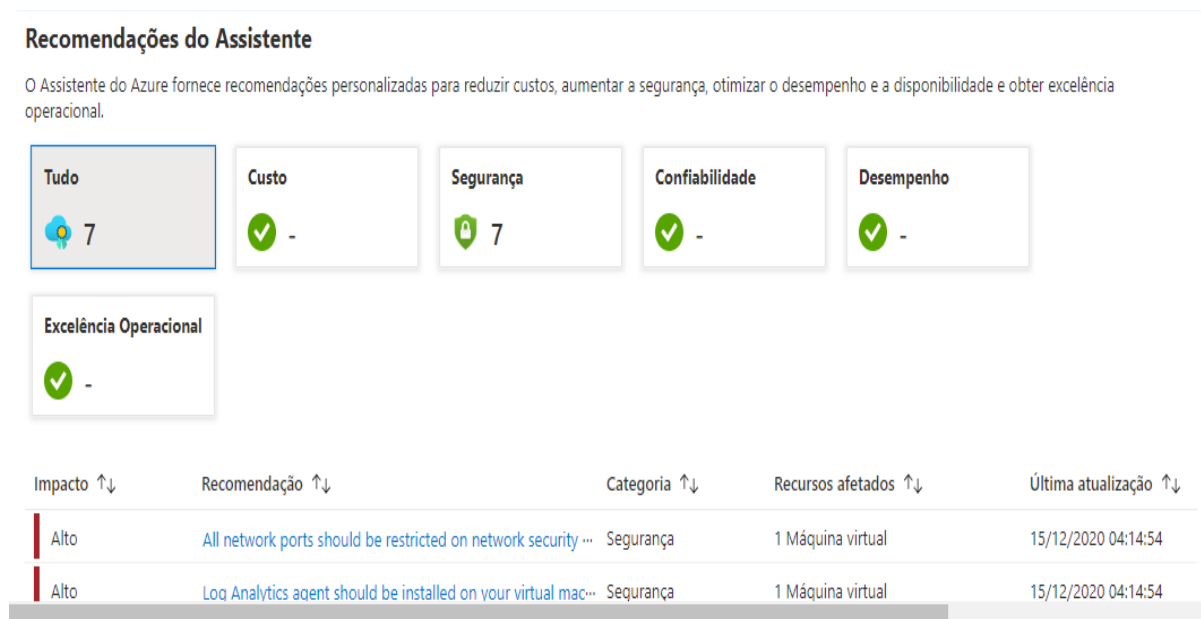 Recomendações do Assistente
O Assistente do Azure fornece recomendações personalizadas para reduzir custos, aumentar a segurança, otimizar o desempenho e a disponibilidade e obter excelência
operacional.
Tudo Custo Segurança Confiabilidade Desempenho
7 - 7 - -
Excelência Operacional
-
Impacto ↑↓ Recomendação ↑↓ Categoria ↑↓ Recursos afetados ↑↓ Última atualização ↑↓
Alto All network ports should be restricted on network security ··· Segurança 1 Máquina virtual 15/12/2020 04:14:54
Alto Log Analytics agent should be installed on your virtual mac··· Segurança 1 Máquina virtual 15/12/2020 04:14:54